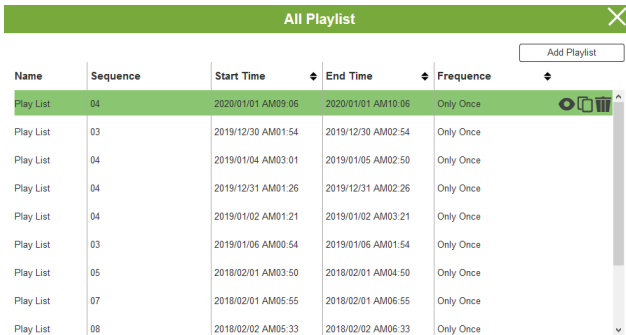 All Playlist
Add Playlist
Name Sequence Start Time End Time Frequence
Play List 04 2020/01/01 AM09:06 2020/01/01 AM10:06 Only Once
Play List 03 2019/12/30 AM01:54 2019/12/30 AM02:54 Only Once
Play List 04 2019/01/04 AM03:01 2019/01/05 AM02:50 Only Once
Play List 04 2019/12/31 AM01:26 2019/12/31 AM02:26 Only Once
Play List 04 2019/01/02 AM01:21 2019/01/02 AM03:21 Only Once
Play List 03 2019/01/06 AM00:54 2019/01/06 AM01:54 Only Once
Play List 05 2018/02/01 AM03:50 2018/02/01 AM04:50 Only Once
Play List 07 2018/02/01 AM05:55 2018/02/01 AM06:55 Only Once
Play List 08 2018/02/02 AM05:33 2018/02/02 AM06:33 Only Once